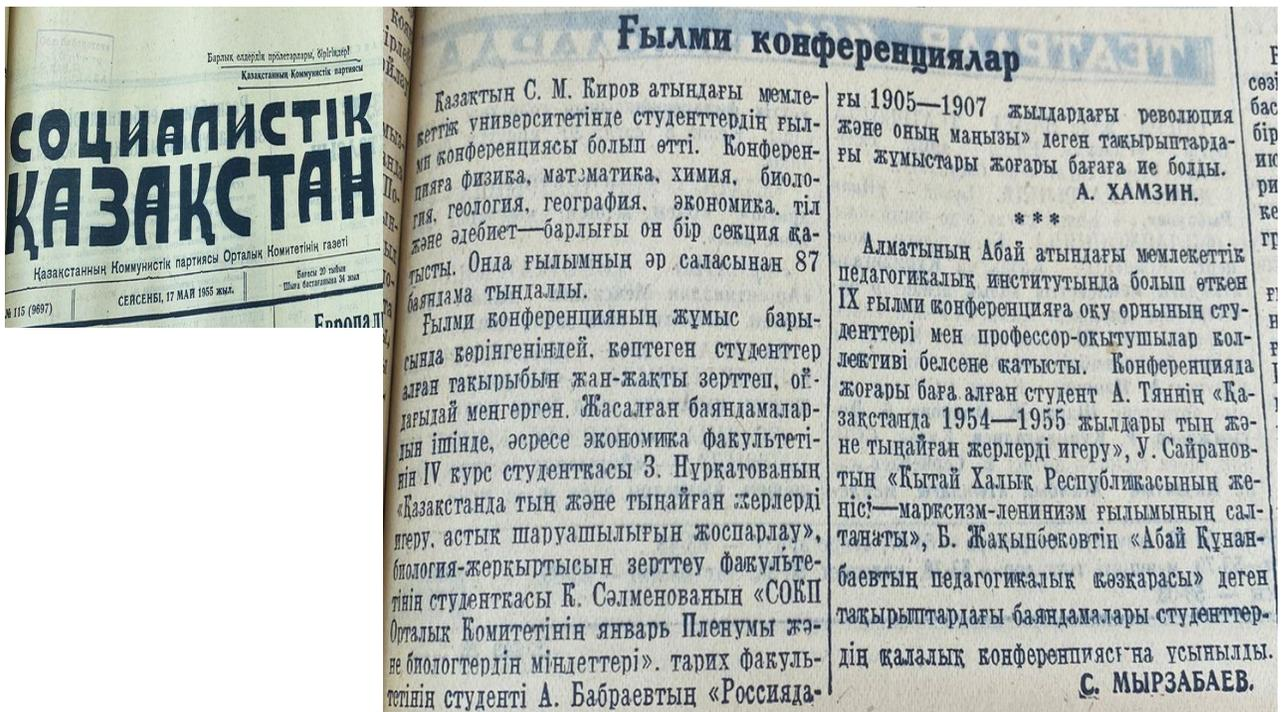 Барлық елдердің пролетарлары, бірігіңдер!
Қазақстанның Коммунистік партиясы
СОЦИАЛИСТІК
ҚАЗАҚСТАН
Қазақстанның Коммунистік партиясы Орталық Комитетінің газеті
№ 115 (9697)
СЕЙСЕНБІ, 17 МАЙ 1955 жыл.
Бағасы 20 тыйын
Шыға бастағанына 34 жыл
Ғылми конференциялар
Қазақтың С. М. Киров атындағы мемле-
кеттік университетінде студенттердің ғыл-
ми конференциясы болып өтті. Конферен-
цияға физика, математика, химия, биоло-
гия, геология, география, экономика, тіл
және әдебиет—барлығы он бір секция қа-
тысты. Онда ғылымның әр саласынан 87
баяндама тыңдалды.
Ғылми конференцияның жұмыс бары-
сында көрінгеніндей, көптеген студенттер
алған тақырыбын жан-жақты зерттеп, ой-
дағыдай меңгерген. Жасалған баяндамалар-
дың ішінде, әсресе экономика факультеті-
нің IV курс студенткасы З. Нұрқатованың
«Қазақстанда тың және тыңайған жерлерді
игеру, астық шаруашылығын жоспарлау»,
биология-жерқыртысын зерттеу факульте-
тінің студенткасы К. Сәлменованың «СОКП
Орталық Комитетінің январь Пленумы жә-
не биологтердің міндеттері», тарих факуль-
тетінің студенті А. Бабраевтың «Россияда-
ғы 1905—1907 жылдардағы революция
және оның маңызы» деген тақырыптарда-
ғы жұмыстары жоғары бағаға ие болды.
А. ХАМЗИН.
***
Алматының Абай атындағы мемлекеттік
педагогикалық институтында болып өткен
IX ғылми конференцияға оқу орнының сту-
денттері мен профессор-оқытушылар кол-
лективі белсене қатысты. Конференцияда
жоғары баға алған студент А. Тяннің «Қа-
зақстанда 1954—1955 жылдары тың жә-
не тыңайған жерлерді игеру», У. Сайранов-
тың «Қытай Халық Республикасының же-
ңісі—марксизм-ленинизм ғылымының сал-
танаты», Б. Жақыпбековтің «Абай Құнан-
баевтың педагогикалық көзқарасы» деген
тақырыптардағы баяндамалары студенттер-
дің қалалық конференциясына ұсынылды.
С. МЫРЗАБАЕВ.